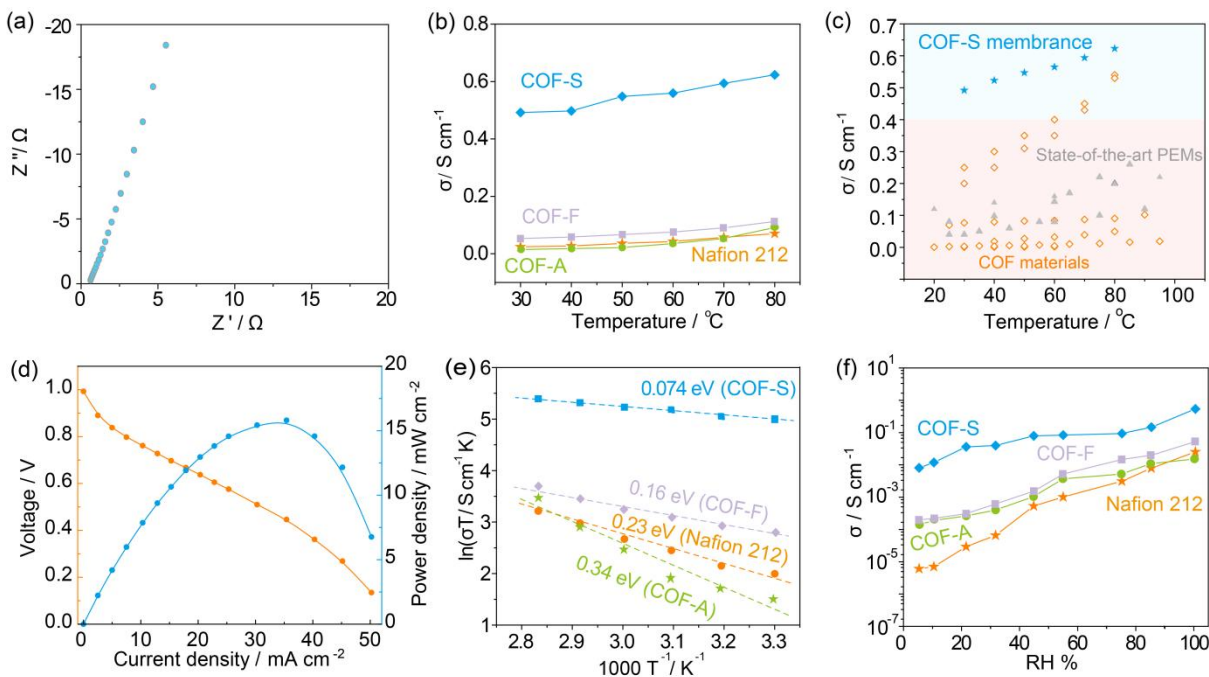 (a)
-20
-15
-10
-5
0
Z''/ Ω
0 5 10 15 20
Z' / Ω
(b)
0.8
0.6
0.4
0.2
0.0
σ/ S cm⁻¹
COF-S
COF-F
COF-A
Nafion 212
30 40 50 60 70 80
Temperature / °C
(c)
0.7
0.6
0.5
0.4
0.3
0.2
0.1
0.0
σ/ S cm⁻¹
COF-S membrance
State-of-the-art PEMs
COF materials
20 40 60 80 100
Temperature / °C
(d)
1.0
0.8
0.6
0.4
0.2
0.0
Voltage / V
20
15
10
5
0
Power density / mW cm⁻²
0 10 20 30 40 50
Current density / mA cm⁻²
(e)
6
5
4
3
2
1
ln(σT / S cm⁻¹ K)
0.074 eV (COF-S)
0.16 eV (COF-F)
0.23 eV (Nafion 212)
0.34 eV (COF-A)
2.8 2.9 3.0 3.1 3.2 3.3
1000 T⁻¹/ K⁻¹
(f)
10⁻¹
10⁻¹
10⁻³
10⁻⁵
10⁻⁷
σ / S cm⁻¹
COF-S
COF-F
COF-A
Nafion 212
0 20 40 60 80 100
RH %